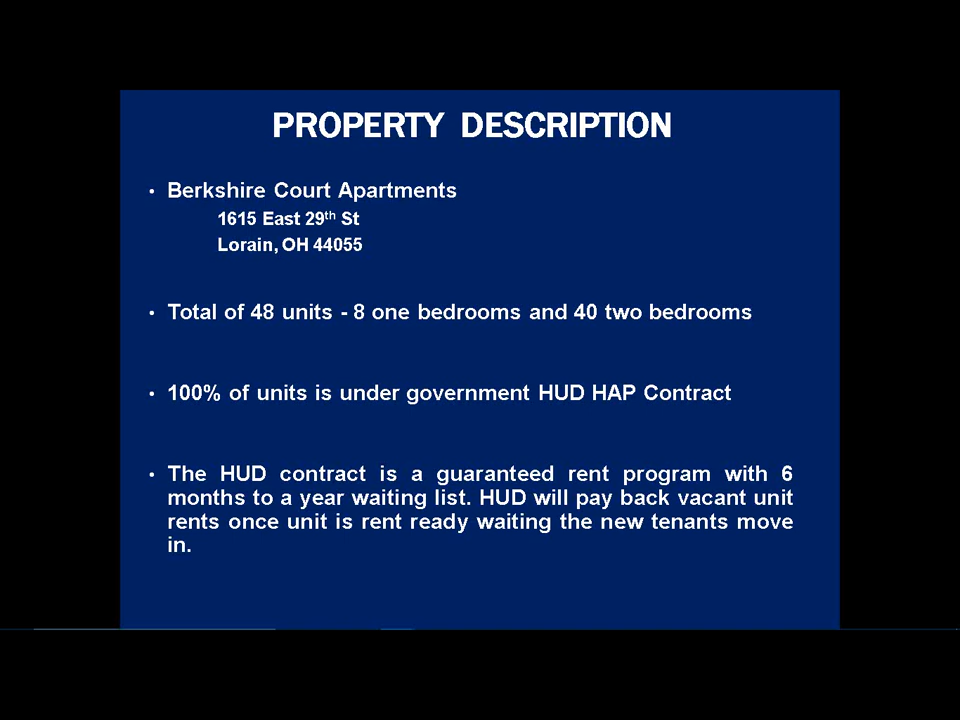 PROPERTY DESCRIPTION
• Berkshire Court Apartments
1615 East 29th St
Lorain, OH 44055
• Total of 48 units - 8 one bedrooms and 40 two bedrooms
• 100% of units is under government HUD HAP Contract
• The HUD contract is a guaranteed rent program with 6
months to a year waiting list. HUD will pay back vacant unit
rents once unit is rent ready waiting the new tenants move
in.